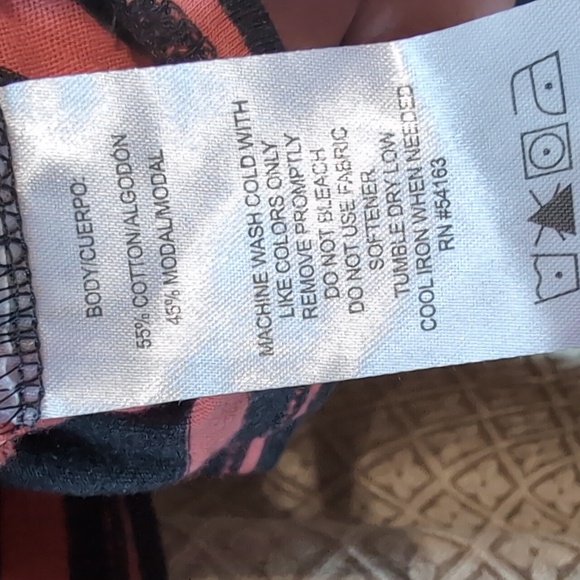 BODY/CUERPO:
55% COTTON/ALGODÓN
45% MODAL/MODAL
MACHINE WASH COLD WITH
LIKE COLORS ONLY
REMOVE PROMPTLY
DO NOT BLEACH
DO NOT USE FABRIC
SOFTENER
TUMBLE DRY LOW
COOL IRON WHEN NEEDED
RN #54163